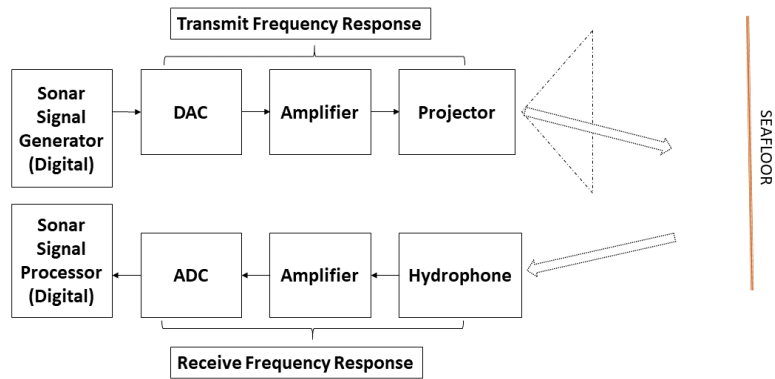 Transmit Frequency Response
Sonar
Signal
Generator
(Digital)
DAC
Amplifier
Projector
SEAFLOOR
Sonar
Signal
Processor
(Digital)
ADC
Amplifier
Hydrophone
Receive Frequency Response